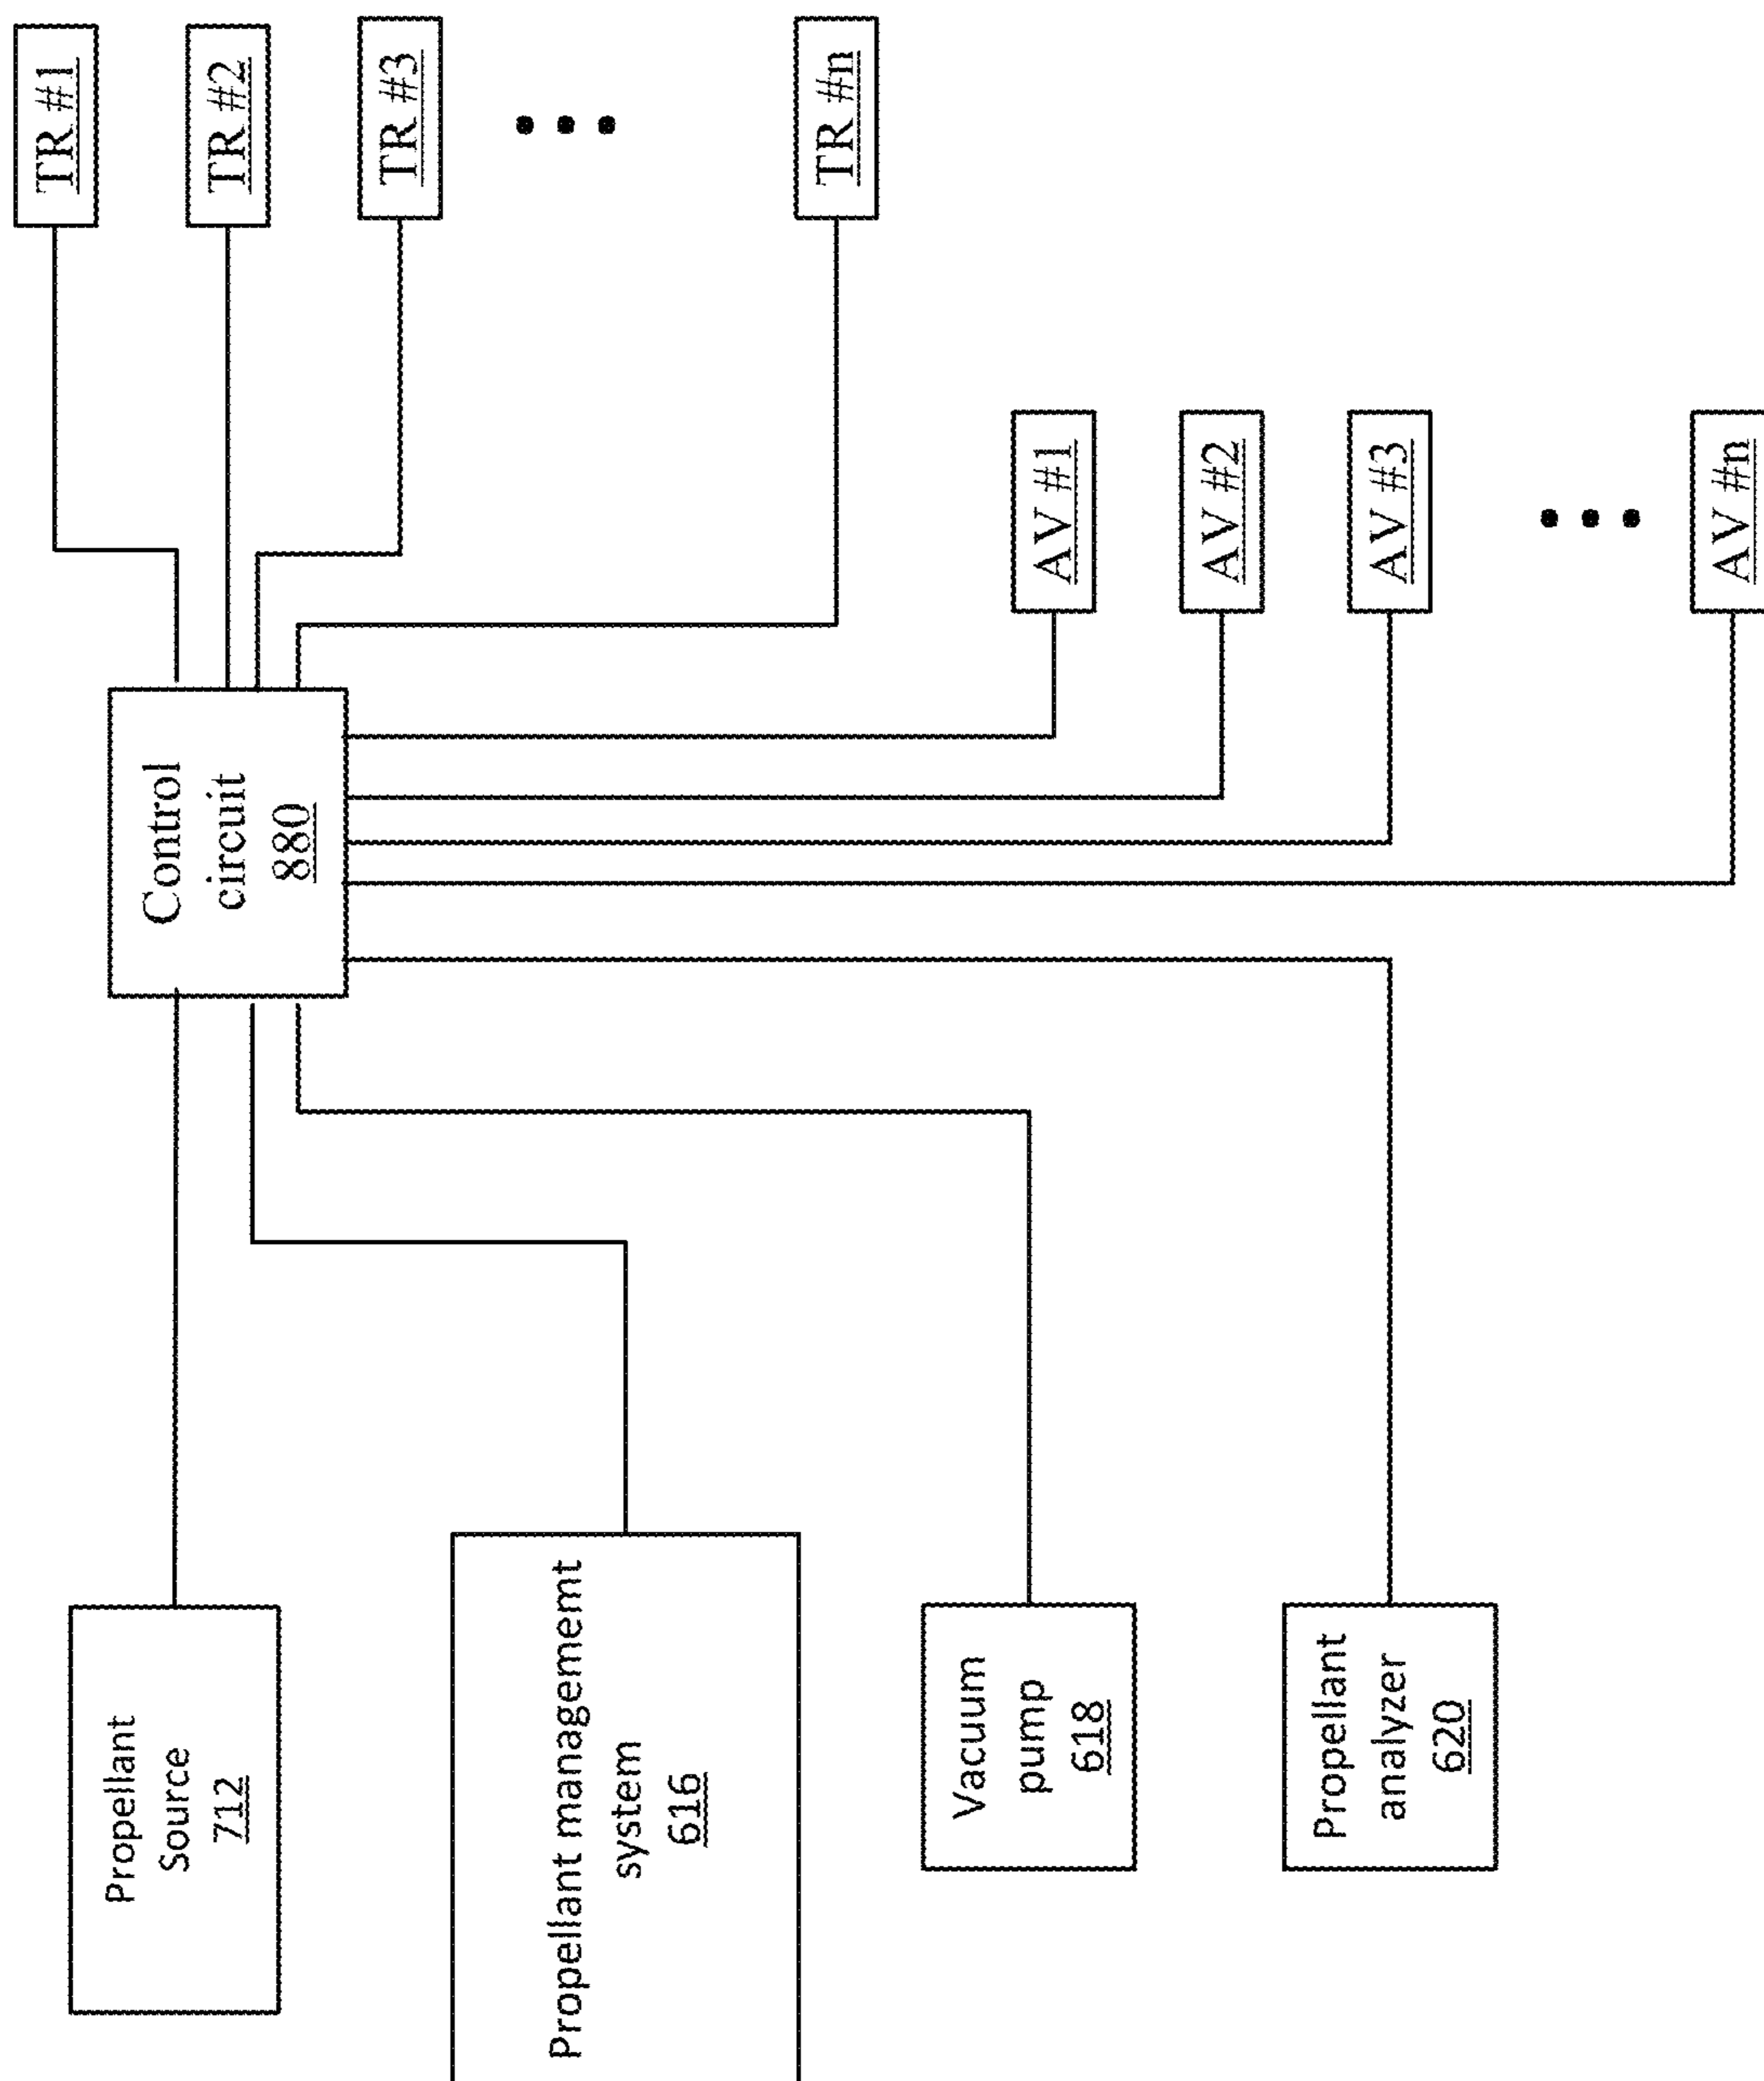 Propellant
Source
712
Propellant managememt
system
616
Vacuum
pump
618
Propellant
analyzer
620
Control
circuit
880
TR #1
TR #2
TR #3
TR #n
AV #1
AV #2
AV #3
AV #n